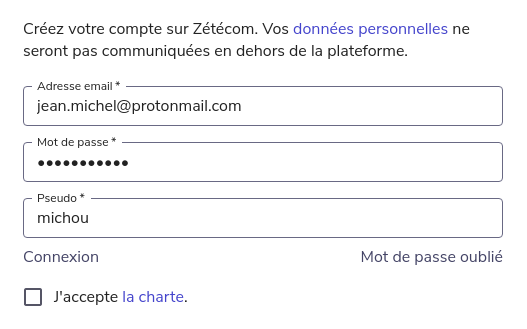 Créez votre compte sur Zétécom. Vos données personnelles ne
seront pas communiquées en dehors de la plateforme.
Adresse email *
jean.michel@protonmail.com
Mot de passe *
•••••••••••
Pseudo *
michou
Connexion
Mot de passe oublié
J'accepte la charte.